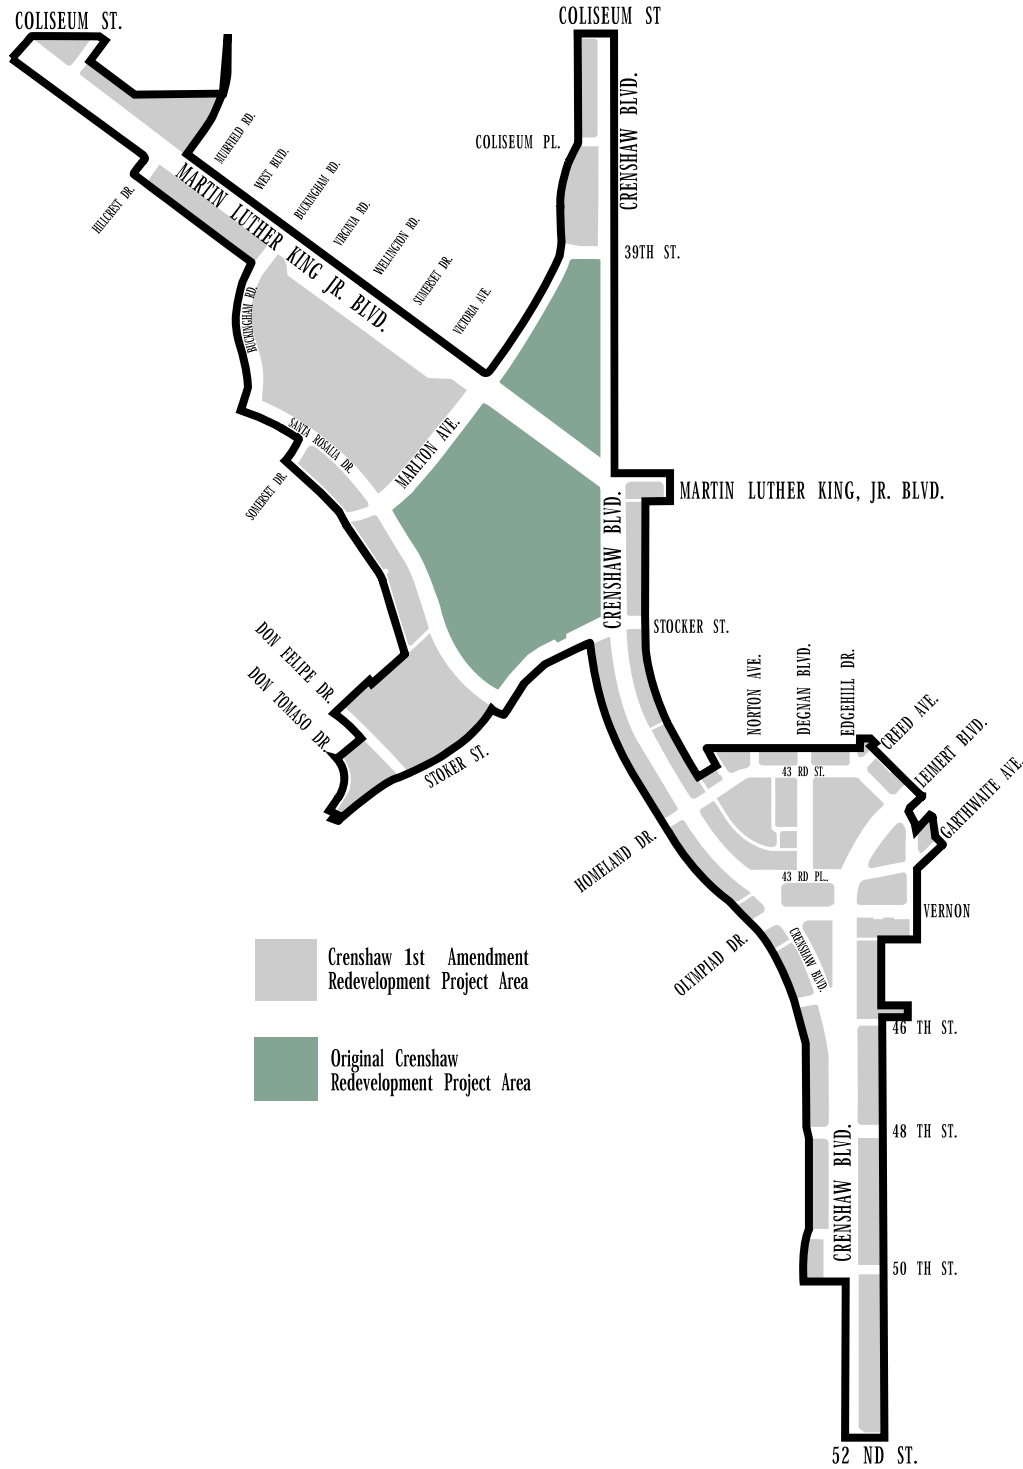 COLISEUM ST.
COLISEUM ST
CRENSHAW BLVD.
MUIRFIELD RD.
WEST BLVD.
BUCKINGHAM RD.
VIRGINIA RD.
WELLINGTON RD.
SUMERSET DR.
VICTORIA AVE.
COLISEUM PL.
HILLCREST DR.
MARTIN LUTHER KING JR. BLVD.
39TH ST.
BUCKINGHAM RD.
SANTA ROSALIA DR.
MARLTON AVE.
SOMERSET DR.
CRENSHAW BLVD.
MARTIN LUTHER KING, JR. BLVD.
STOCKER ST.
DON FELIPE DR.
DON TOMASO DR.
STOKER ST.
NORTON AVE.
DEGNAN BLVD.
EDGEHILL DR.
CREED AVE.
LEIMERT BLVD.
GARTHWAITE AVE.
43 RD ST.
HOMELAND DR.
43 RD PL..
VERNON
OLYMPIAD DR.
CRENSHAW BLVD.
Crenshaw 1st Amendment
Redevelopment Project Area
46 TH ST.
Original Crenshaw
Redevelopment Project Area
48 TH ST.
CRENSHAW BLVD.
50 TH ST.
52 ND ST.